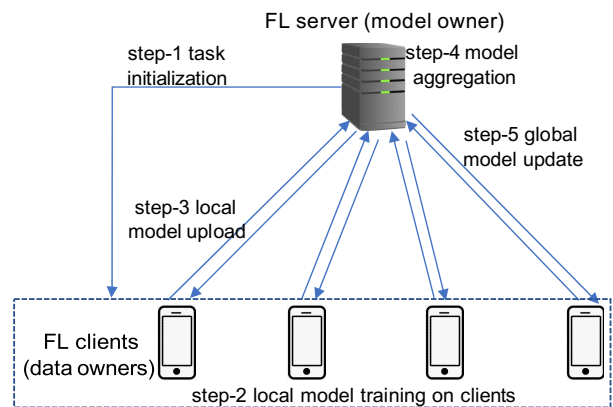 FL server (model owner)
step-1 task
initialization
step-4 model
aggregation
step-5 global
model update
step-3 local
model upload
FL clients
(data owners)
step-2 local model training on clients